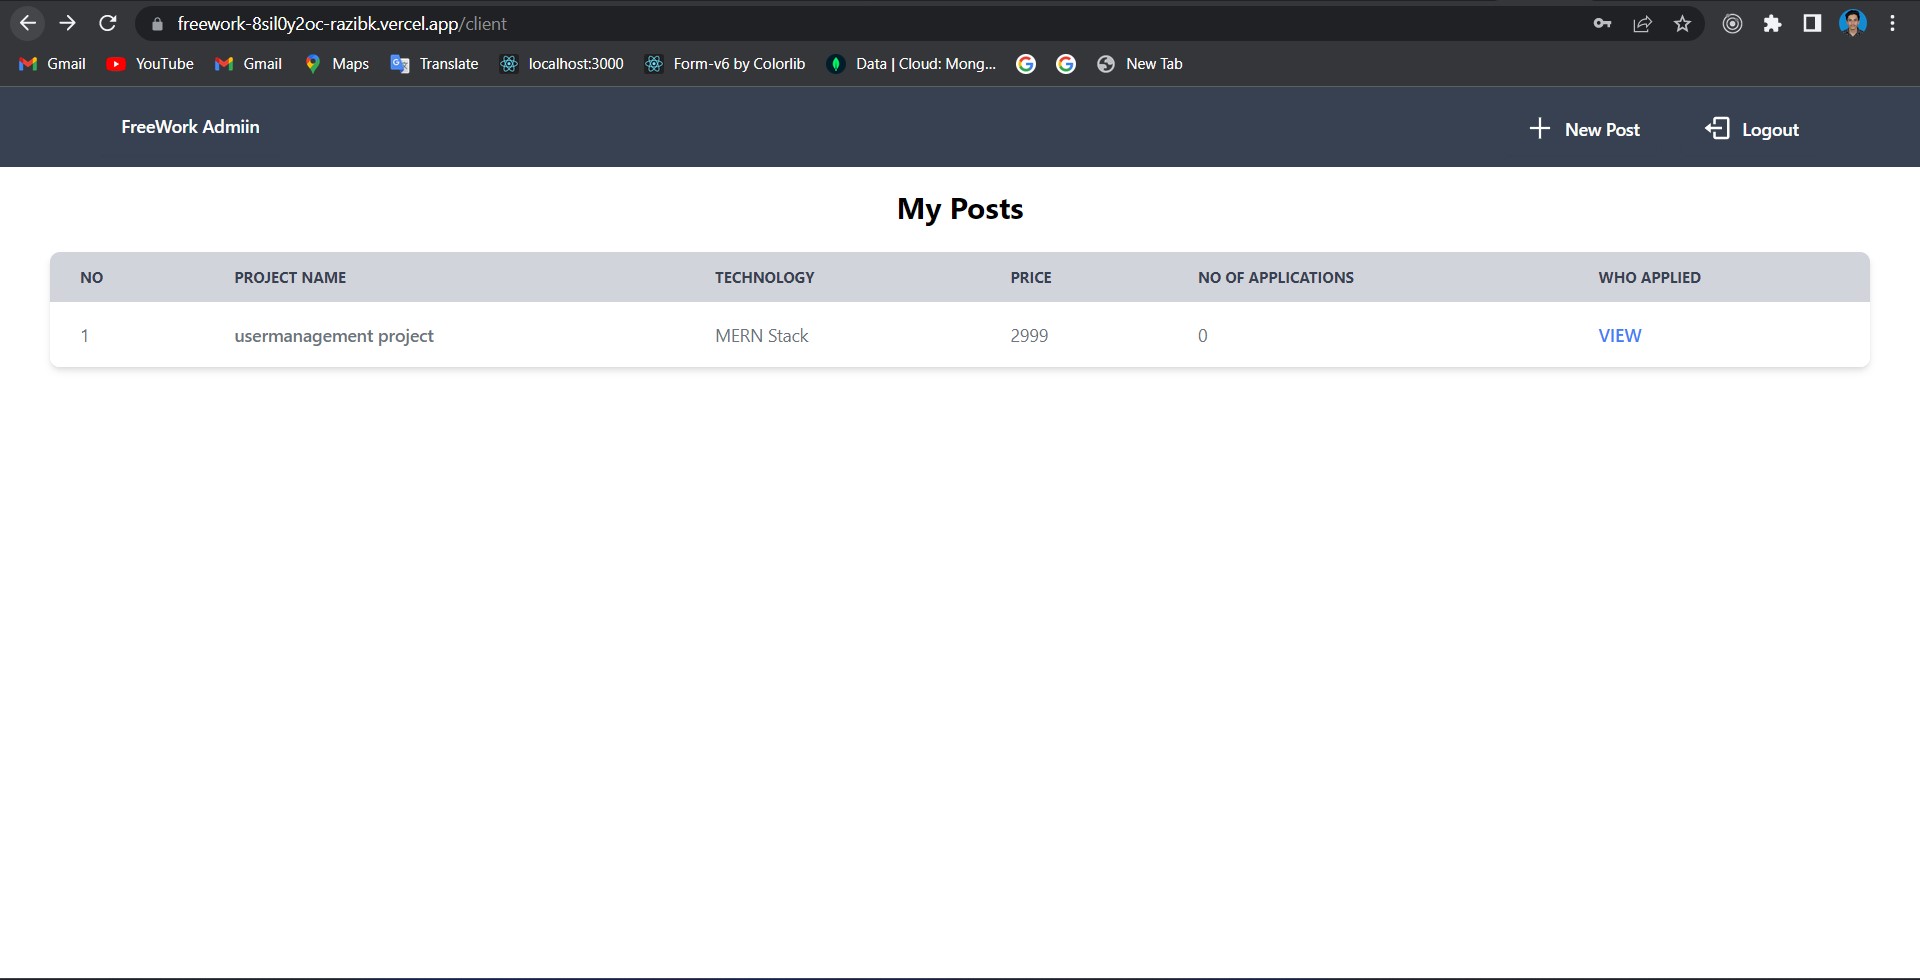 freework-8sil0y2oc-razibk.vercel.app/client
Gmail YouTube Gmail Maps Translate localhost:3000 Form-v6 by Colorlib Data | Cloud: Mong... New Tab
FreeWork Admiin New Post Logout
My Posts
NO PROJECT NAME TECHNOLOGY PRICE NO OF APPLICATIONS WHO APPLIED
1 usermanagement project MERN Stack 2999 0 VIEW